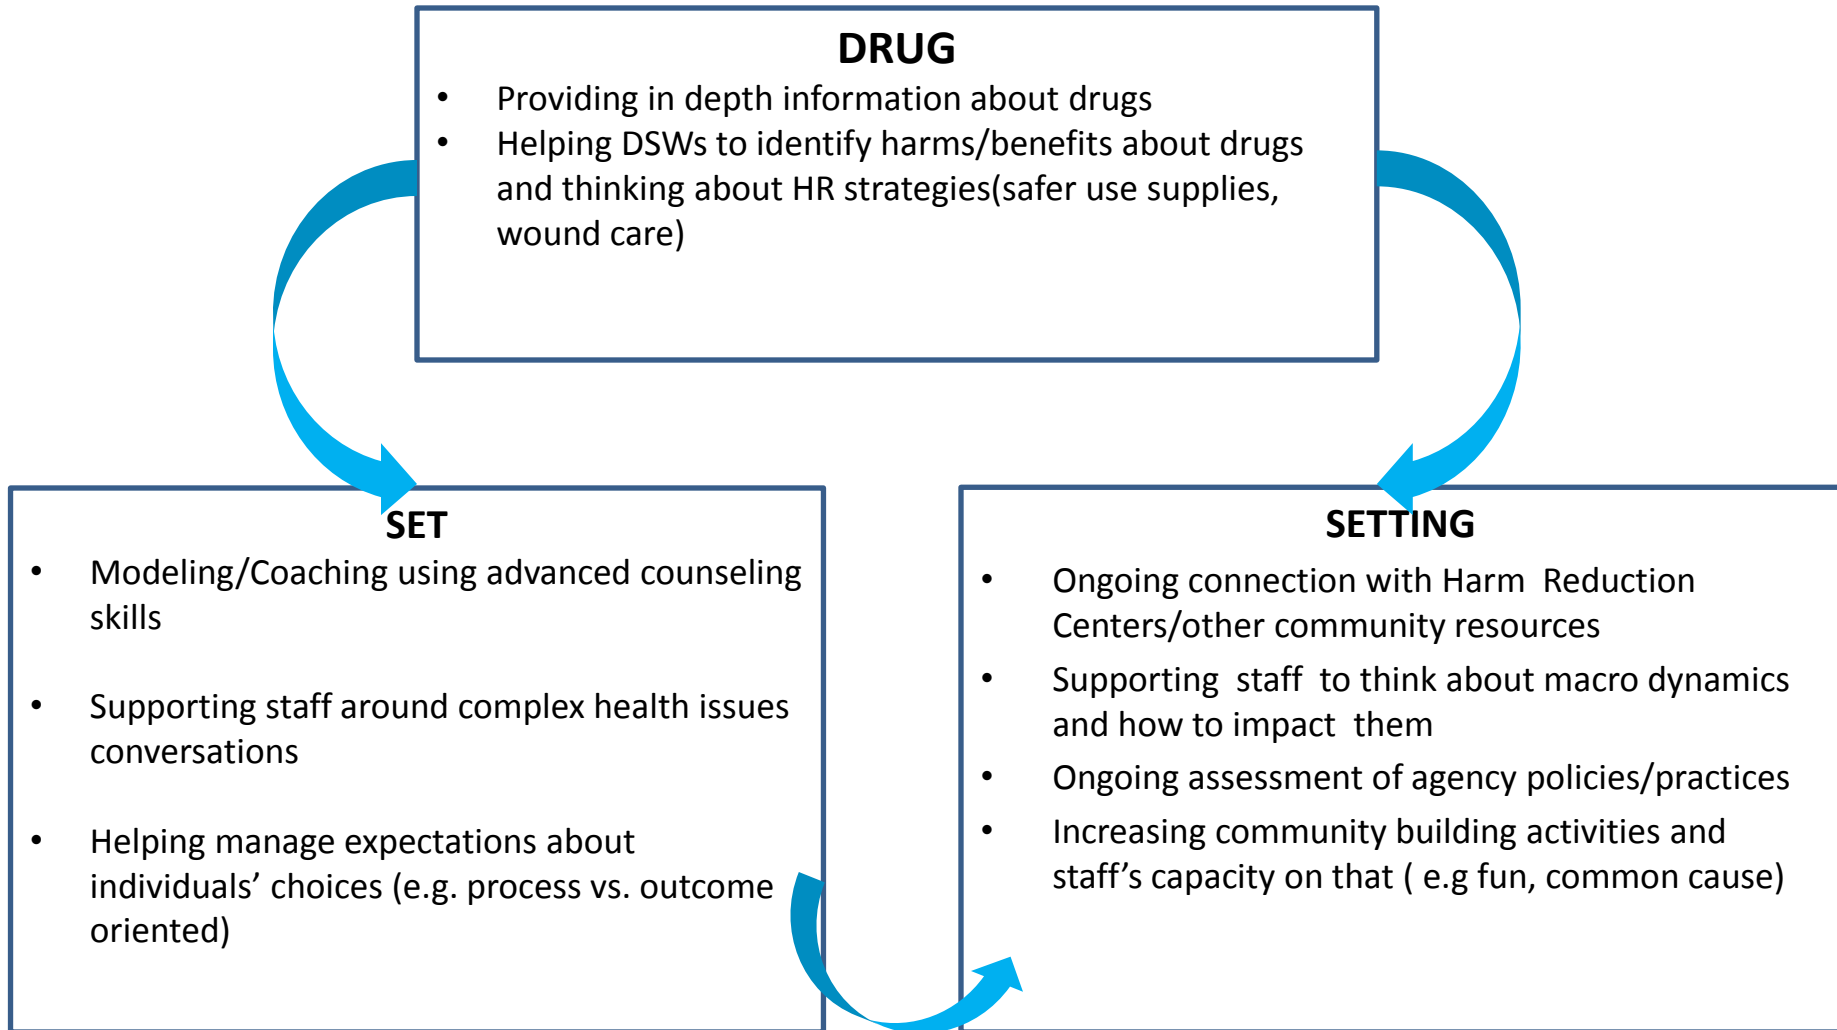 DRUG
• Providing in depth information about drugs
• Helping DSWs to identify harms/benefits about drugs
and thinking about HR strategies(safer use supplies,
wound care)
SET
• Modeling/Coaching using advanced counseling
skills
• Supporting staff around complex health issues
conversations
• Helping manage expectations about
individuals’ choices (e.g. process vs. outcome
oriented)
SETTING
• Ongoing connection with Harm  Reduction
Centers/other community resources
• Supporting  staff  to think about macro dynamics
and how to impact  them
• Ongoing assessment of agency policies/practices
• Increasing community building activities and
staff’s capacity on that ( e.g fun, common cause)